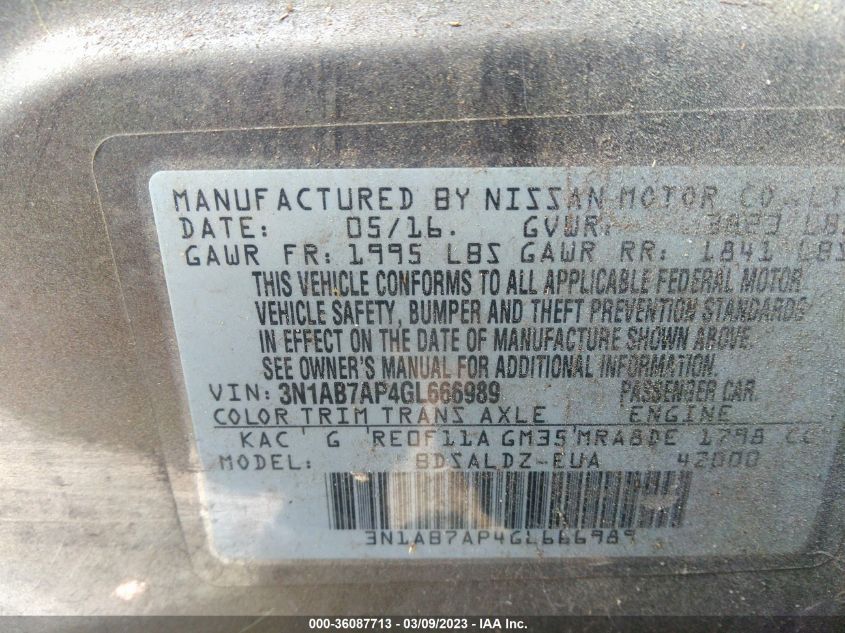 MANUFACTURED BY NISSAN MOTOR CO.,LT
DATE: 05/16. GVWR: LBS
GAWR FR: 1995 LBS GAWR RR: 1841 LBS
THIS VEHICLE CONFORMS TO ALL APPLICABLE FEDERAL MOTOR
VEHICLE SAFETY, BUMPER AND THEFT PREVENTION STANDARDS
IN EFFECT ON THE DATE OF MANUFACTURE SHOWN ABOVE.
SEE OWNER'S MANUAL FOR ADDITIONAL INFORMATION.
VIN: 3N1AB7AP4GL666989 PASSENGER CAR.
COLOR TRIM TRANS AXLE ENGINE
KAC G RE0F11A GM35 MRA8DE 1798 CC
MODEL: BDSALDZ-EUA 42000
3N1AB7AP4GL666989
000-36087713 - 03/09/2023 - IAA Inc.